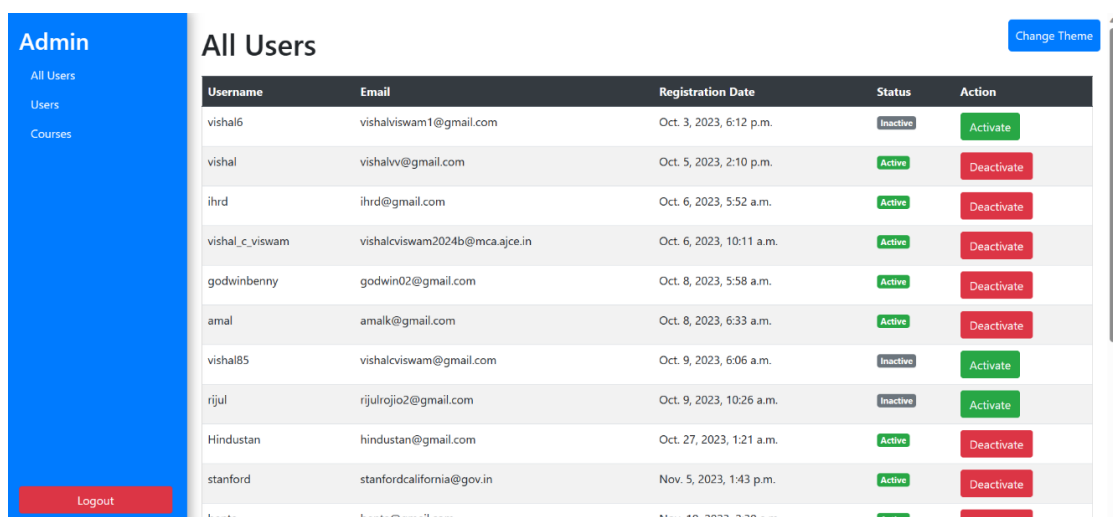 Admin
All Users
Users
Courses
Logout
All Users
Change Theme
Username Email Registration Date Status Action
vishal6 vishalviswam1@gmail.com Oct. 3, 2023, 6:12 p.m. Inactive Activate
vishal vishalvv@gmail.com Oct. 5, 2023, 2:10 p.m. Active Deactivate
ihrd ihrd@gmail.com Oct. 6, 2023, 5:52 a.m. Active Deactivate
vishal_c_viswam vishalcviswam2024b@mca.ajce.in Oct. 6, 2023, 10:11 a.m. Active Deactivate
godwinbenny godwin02@gmail.com Oct. 8, 2023, 5:58 a.m. Active Deactivate
amal amalk@gmail.com Oct. 8, 2023, 6:33 a.m. Active Deactivate
vishal85 vishalcviswam@gmail.com Oct. 9, 2023, 6:06 a.m. Inactive Activate
rijul rijulrojio2@gmail.com Oct. 9, 2023, 10:26 a.m. Inactive Activate
Hindustan hindustan@gmail.com Oct. 27, 2023, 1:21 a.m. Active Deactivate
stanford stanfordcalifornia@gov.in Nov. 5, 2023, 1:43 p.m. Active Deactivate